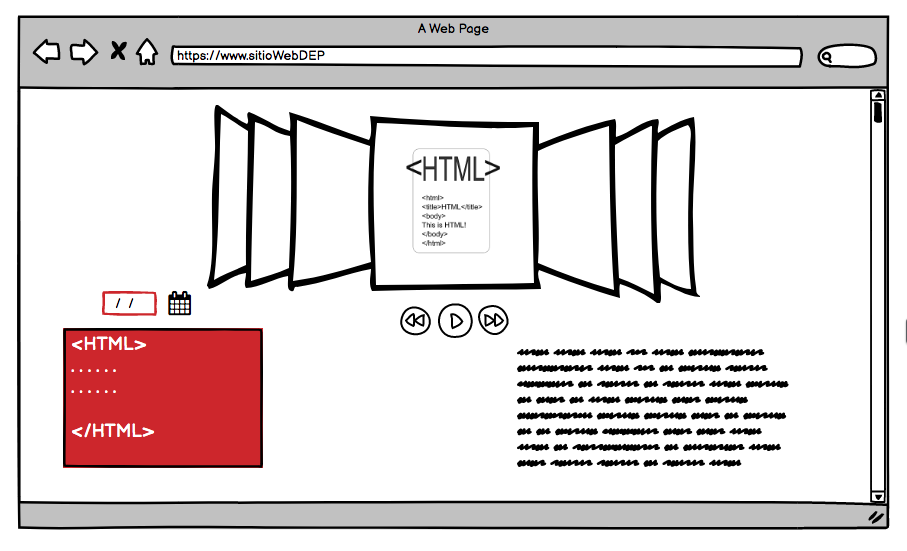 A Web Page
https://www.sitioWebDEP
<HTML>
<html>
<title>HTML</title>
<body>
This is HTML!
</body>
</html>
/ /
<HTML>
......
......
</HTML>